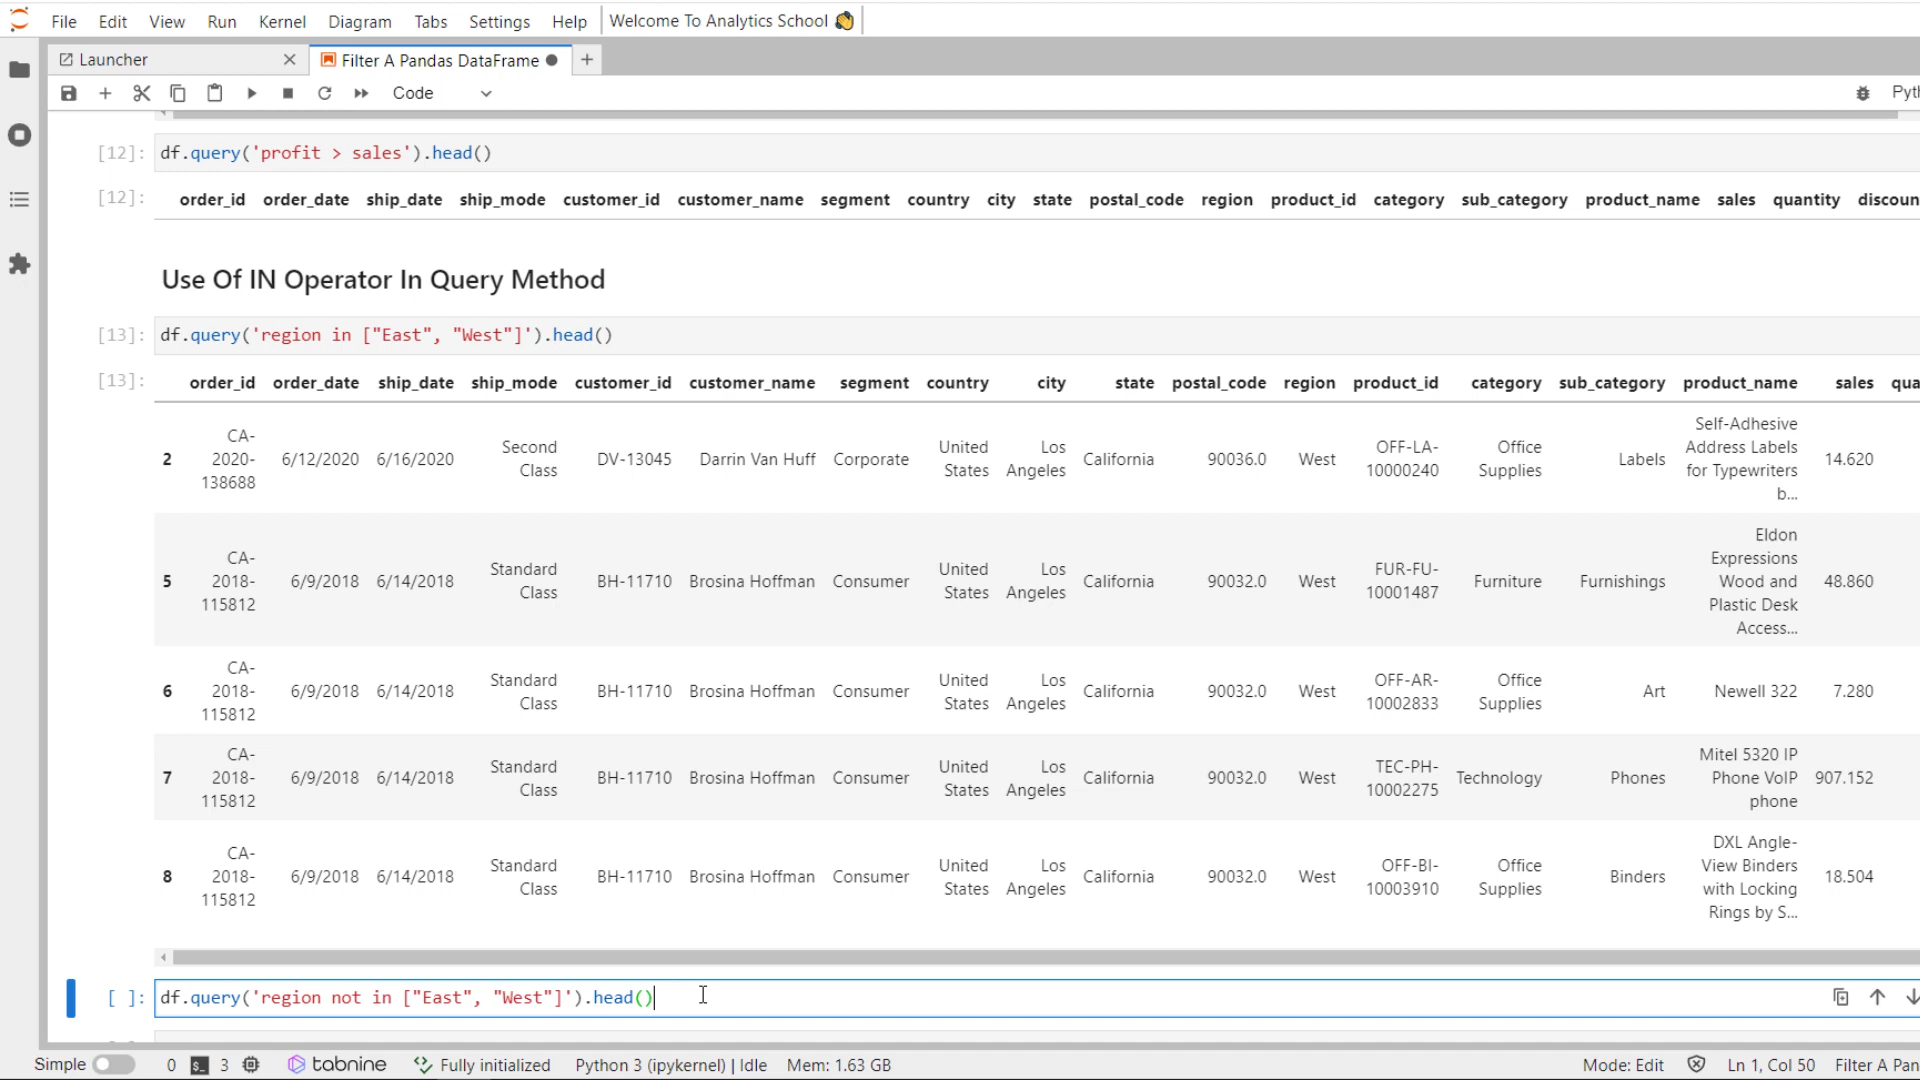 File Edit View Run Kernel Diagram Tabs Settings Help Welcome To Analytics School
Launcher Filter A Pandas DataFrame
Code Pyth
[12]: df.query('profit > sales').head()
[12]: order_id order_date ship_date ship_mode customer_id customer_name segment country city state postal_code region product_id category sub_category product_name sales quantity discoun
Use Of IN Operator In Query Method
[13]: df.query('region in ["East", "West"]').head()
[13]: order_id order_date ship_date ship_mode customer_id customer_name segment country city state postal_code region product_id category sub_category product_name sales qua
2 CA-2020-138688 6/12/2020 6/16/2020 Second Class DV-13045 Darrin Van Huff Corporate United States Los Angeles California 90036.0 West OFF-LA-10000240 Office Supplies Labels Self-Adhesive Address Labels for Typewriters b... 14.620
5 CA-2018-115812 6/9/2018 6/14/2018 Standard Class BH-11710 Brosina Hoffman Consumer United States Los Angeles California 90032.0 West FUR-FU-10001487 Furniture Furnishings Eldon Expressions Wood and Plastic Desk Access... 48.860
6 CA-2018-115812 6/9/2018 6/14/2018 Standard Class BH-11710 Brosina Hoffman Consumer United States Los Angeles California 90032.0 West OFF-AR-10002833 Office Supplies Art Newell 322 7.280
7 CA-2018-115812 6/9/2018 6/14/2018 Standard Class BH-11710 Brosina Hoffman Consumer United States Los Angeles California 90032.0 West TEC-PH-10002275 Technology Phones Mitel 5320 IP Phone VoIP phone 907.152
8 CA-2018-115812 6/9/2018 6/14/2018 Standard Class BH-11710 Brosina Hoffman Consumer United States Los Angeles California 90032.0 West OFF-BI-10003910 Office Supplies Binders DXL Angle-View Binders with Locking Rings by S... 18.504
[ ]: df.query('region not in ["East", "West"]').head()
Simple 0 3 tabnine Fully initialized Python 3 (ipykernel) | Idle Mem: 1.63 GB Mode: Edit Ln 1, Col 50 Filter A Pan